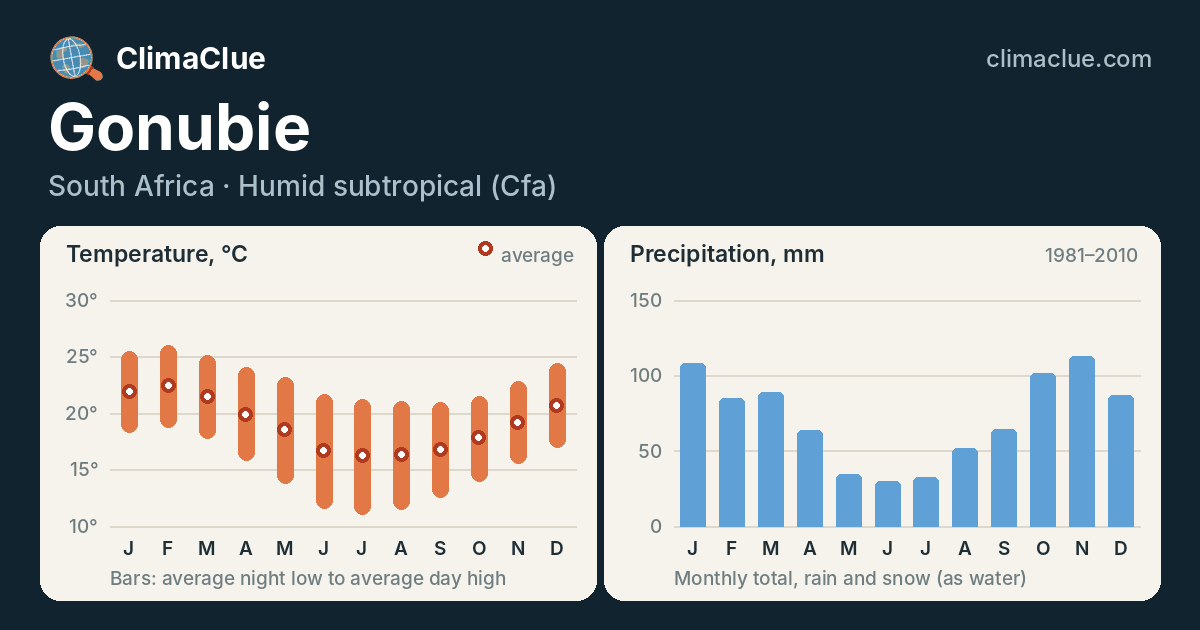 ClimaClue
climaclue.com
Gonubie
South Africa · Humid subtropical (Cfa)
Temperature, °C
average
30°
25°
20°
15°
10°
J F M A M J J A S O N D
Bars: average night low to average day high
Precipitation, mm
1981–2010
150
100
50
0
J F M A M J J A S O N D
Monthly total, rain and snow (as water)